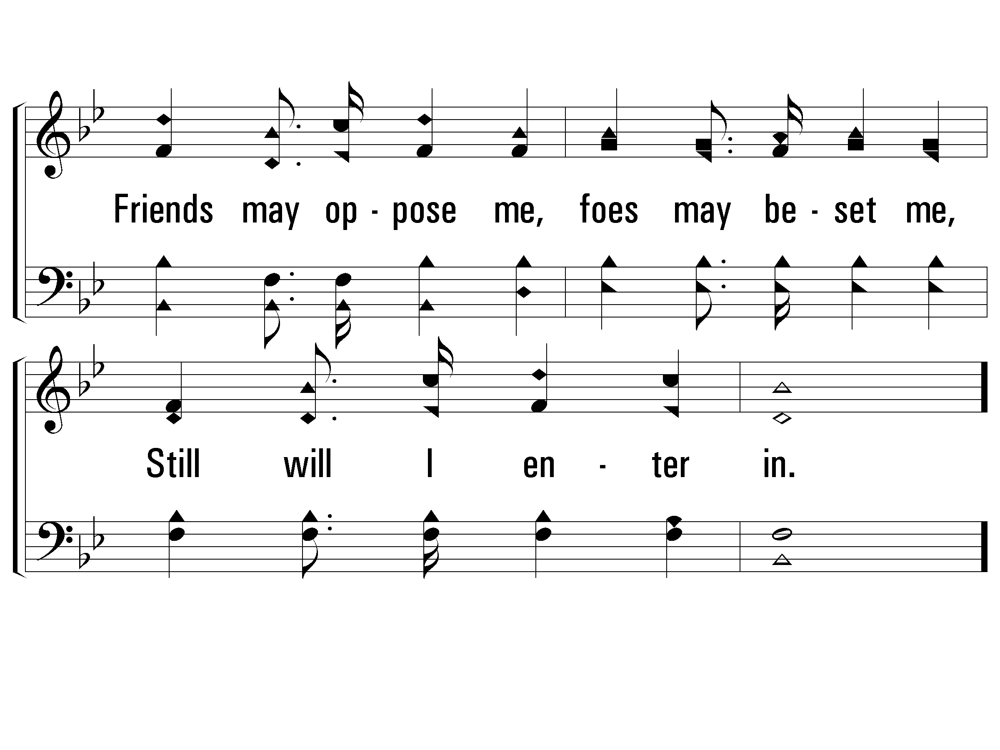 Friends may op - pose me, foes may be - set me,
Still will I en - ter in.